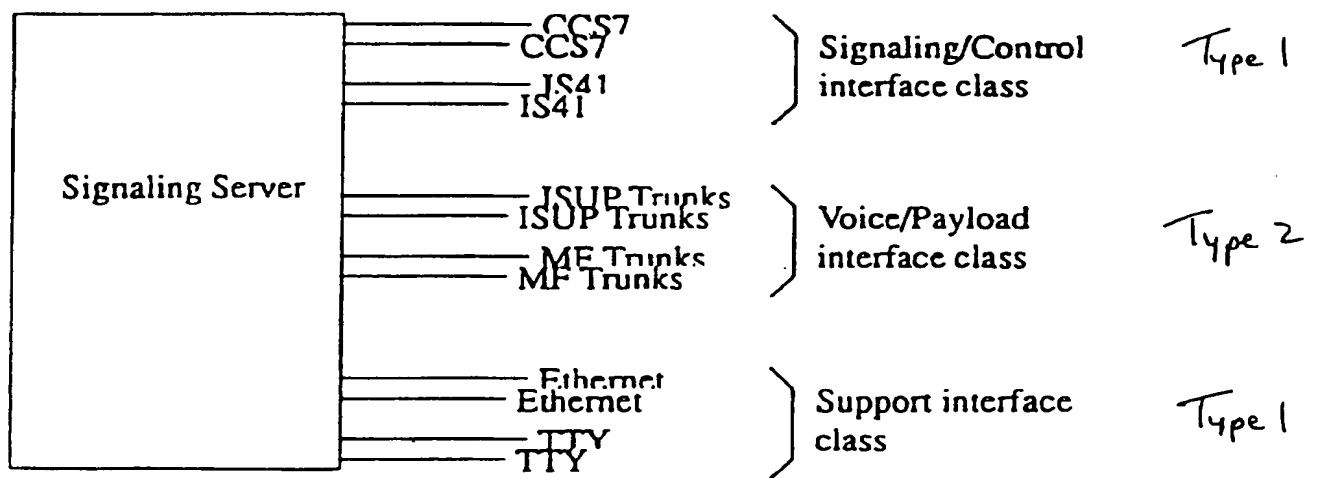 CCS7
CCS7
Signaling/Control
interface class
Type 1
IS41
IS41
Signaling Server
ISUP Trunks
ISUP Trunks
Voice/Payload
interface class
Type 2
MF Trunks
MF Trunks
Ethernet
Ethernet
Support interface
class
Type 1
TTY
TTY